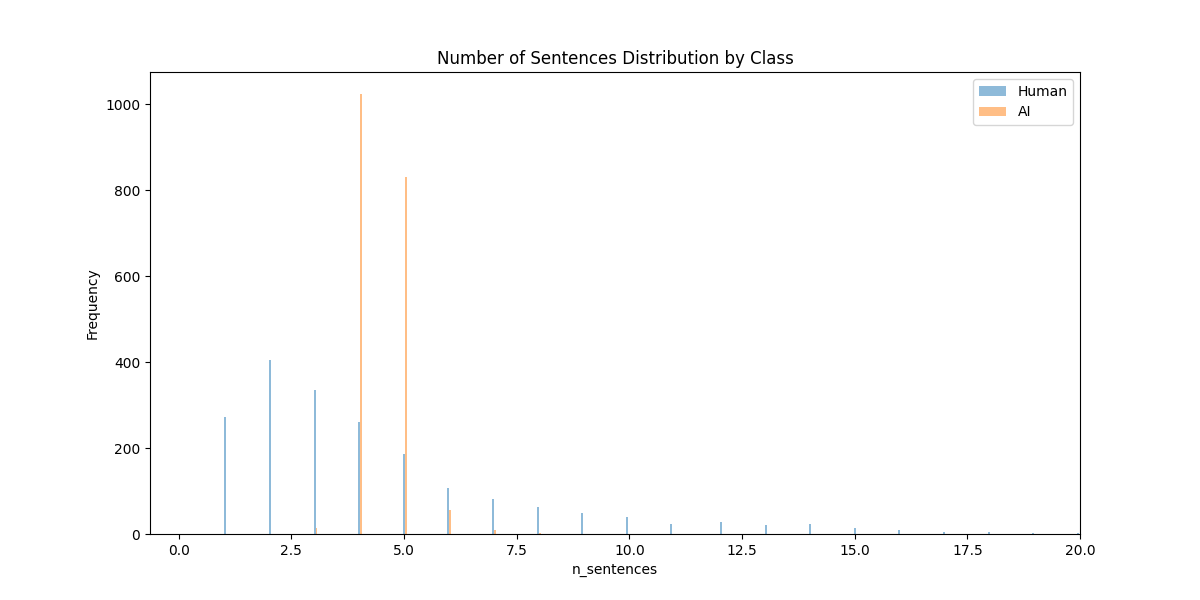 Number of Sentences Distribution by Class
Human
AI
Frequency
1000
800
600
400
200
0
0.0 2.5 5.0 7.5 10.0 12.5 15.0 17.5 20.0
n_sentences